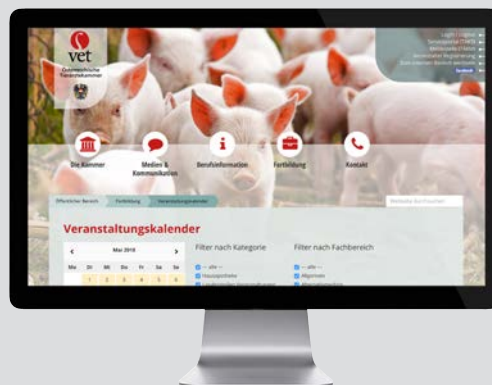 vet
Österreichische
Tierärztekammer
Login / Logout
Die Kammer
Medien &
Kommunikation
Berufsinformation
Fortbildung
Kontakt
Öffentlicher Bereich
Fortbildung
Veranstaltungskalender
Veranstaltungskalender
Mai 2018
Mo Di Mi Do Fr Sa So
1 2 3 4 5 6
Filter nach Kategorie
-- alle --
Hausapotheke
Filter nach Fachbereich
-- alle --
Allgemein